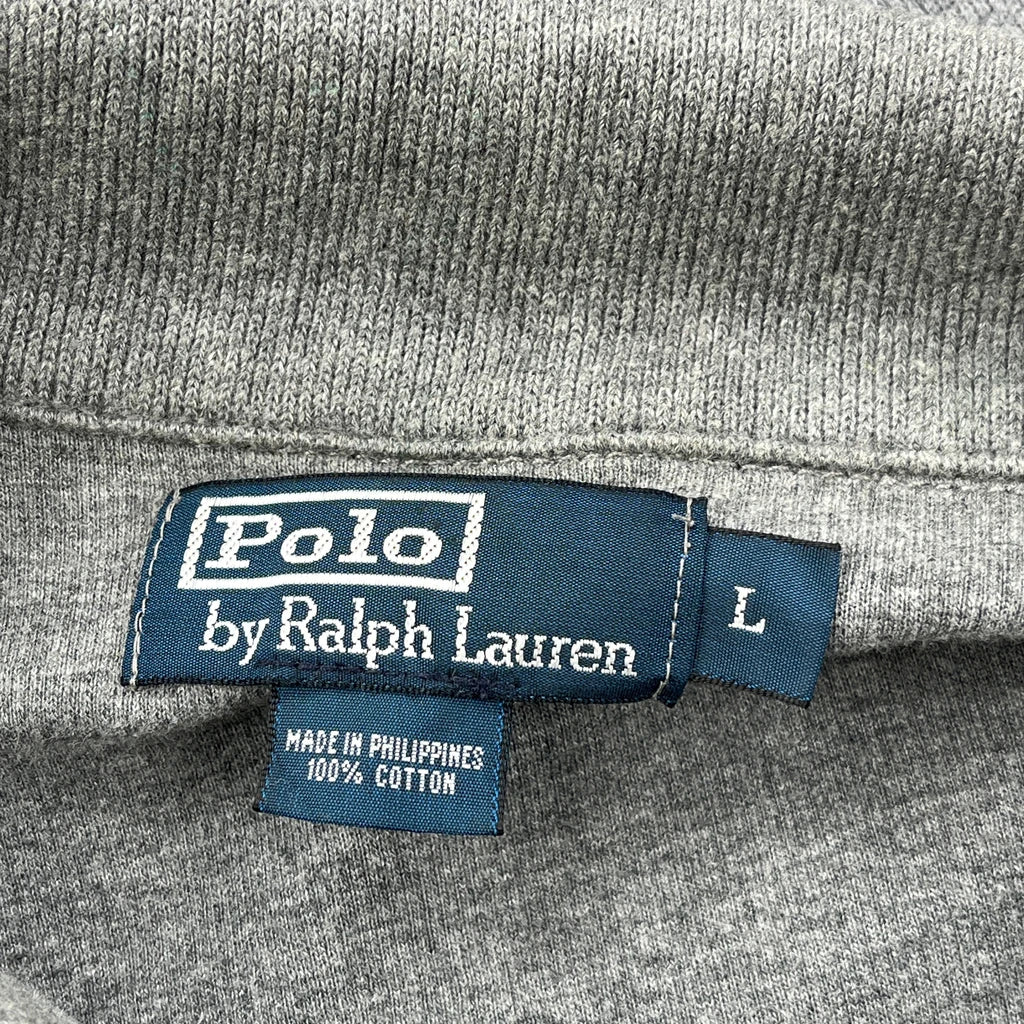 Polo
by Ralph Lauren
L
MADE IN PHILIPPINES
100% COTTON